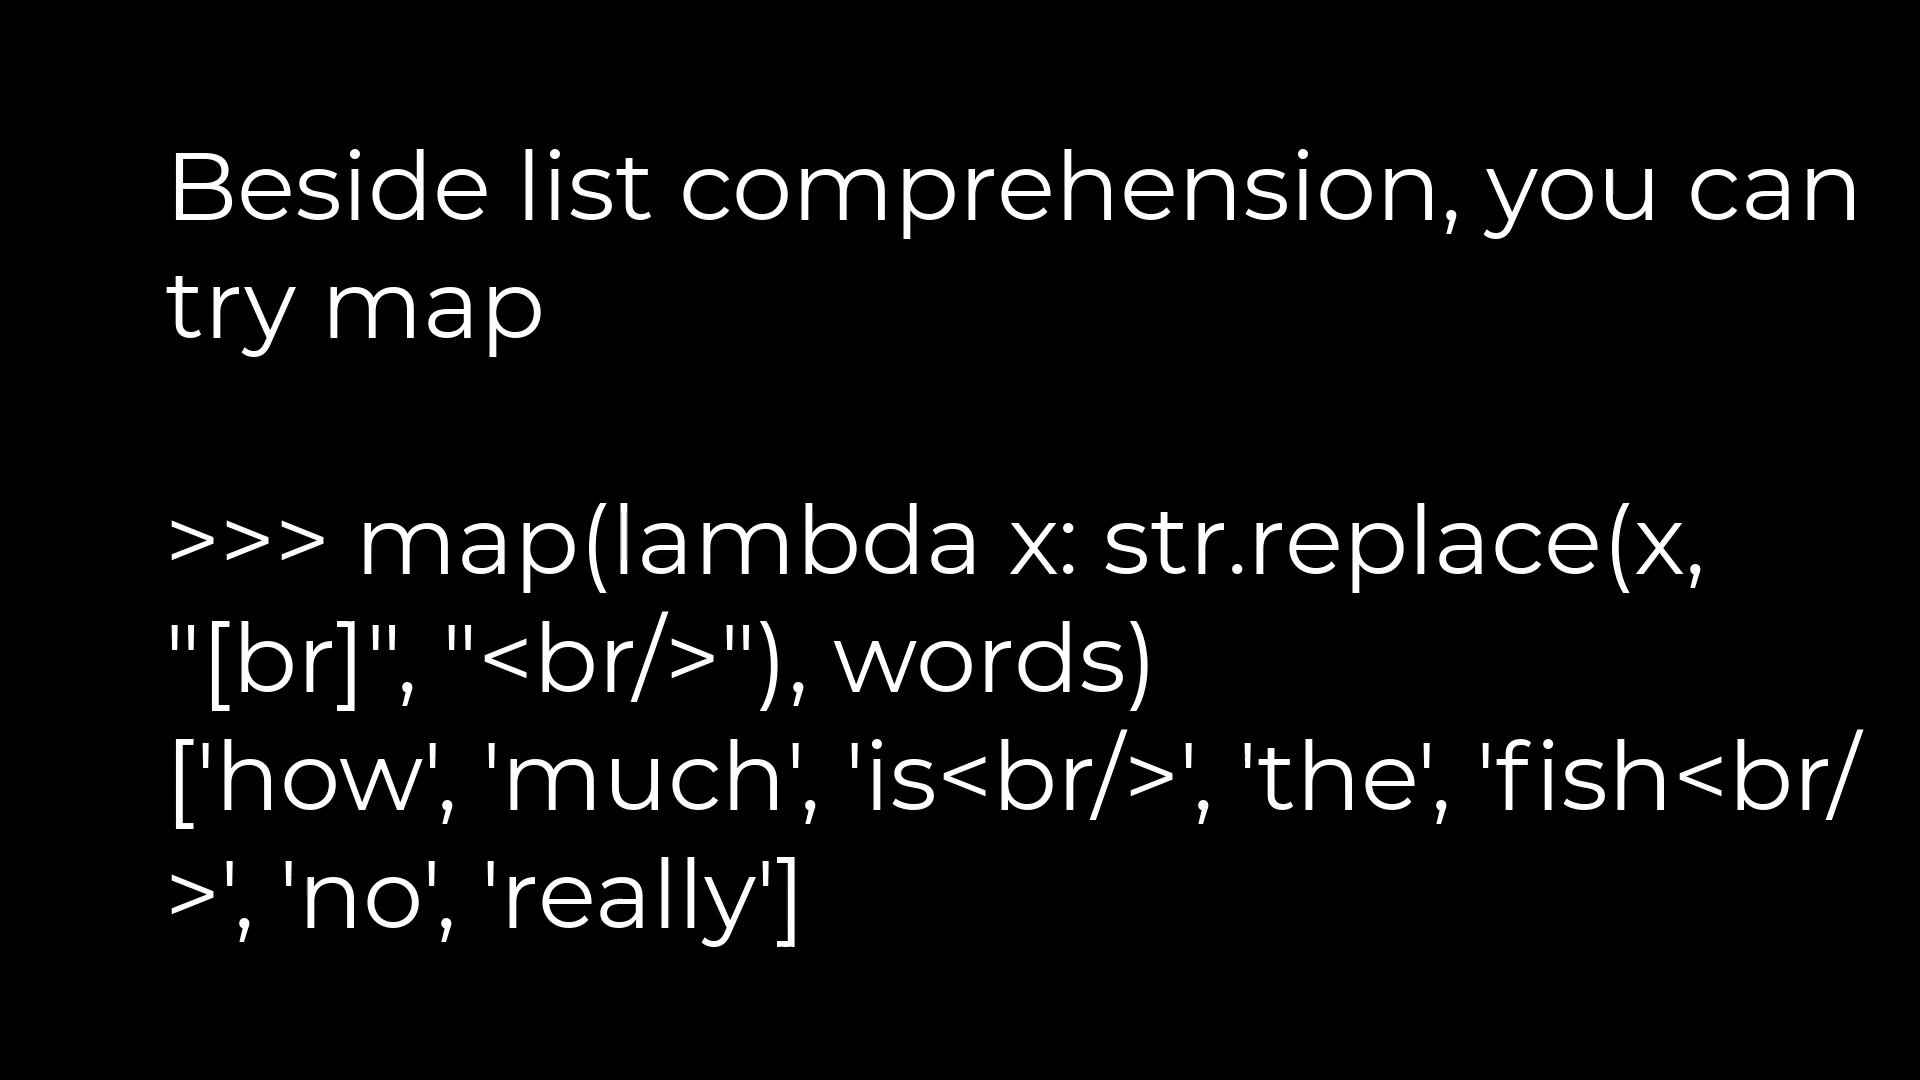 Beside list comprehension, you can
try map
>>> map(lambda x: str.replace(x,
"[br]", "<br/>"), words)
['how', 'much', 'is<br/>', 'the', 'fish<br/
>', 'no', 'really']